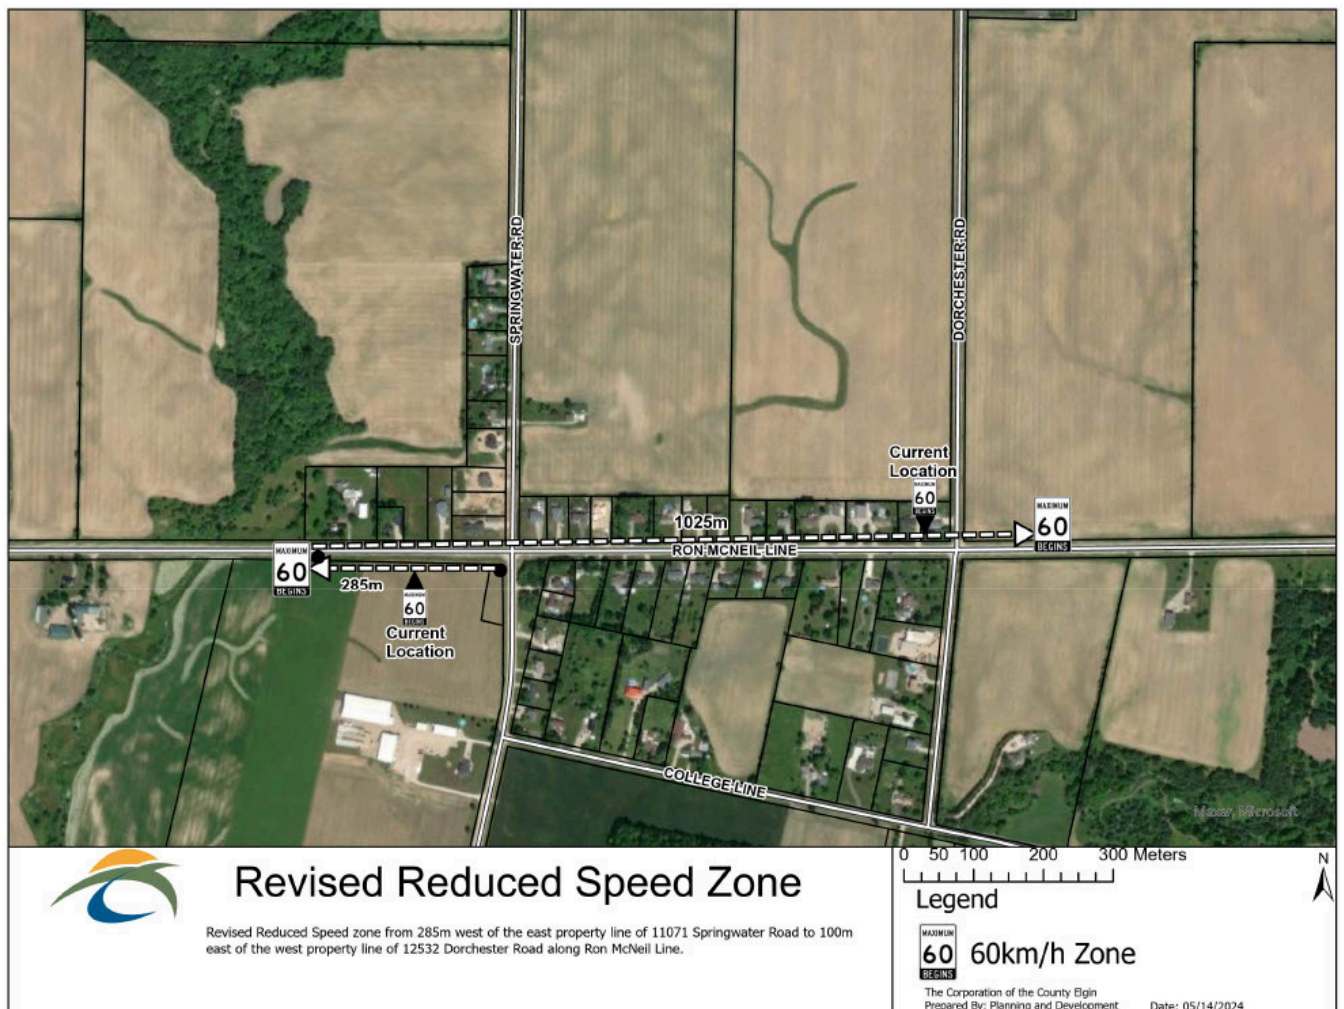 SPRINGWATER RD
DORCHESTER RD
Current
Location
MAXIMUM
60
BEGINS
MAXIMUM
60
BEGINS
1025m
RON MCNEIL LINE
MAXIMUM
60
BEGINS
285m
MAXIMUM
60
BEGINS
Current
Location
COLLEGE LINE
Maxar, Microsoft
Revised Reduced Speed Zone
Revised Reduced Speed zone from 285m west of the east property line of 11071 Springwater Road to 100m
east of the west property line of 12532 Dorchester Road along Ron McNeil Line.
0 50 100 200 300 Meters
N
Legend
MAXIMUM
60
BEGINS
60km/h Zone
The Corporation of the County Elgin
Prepared By: Planning and Development
Date: 05/14/2024